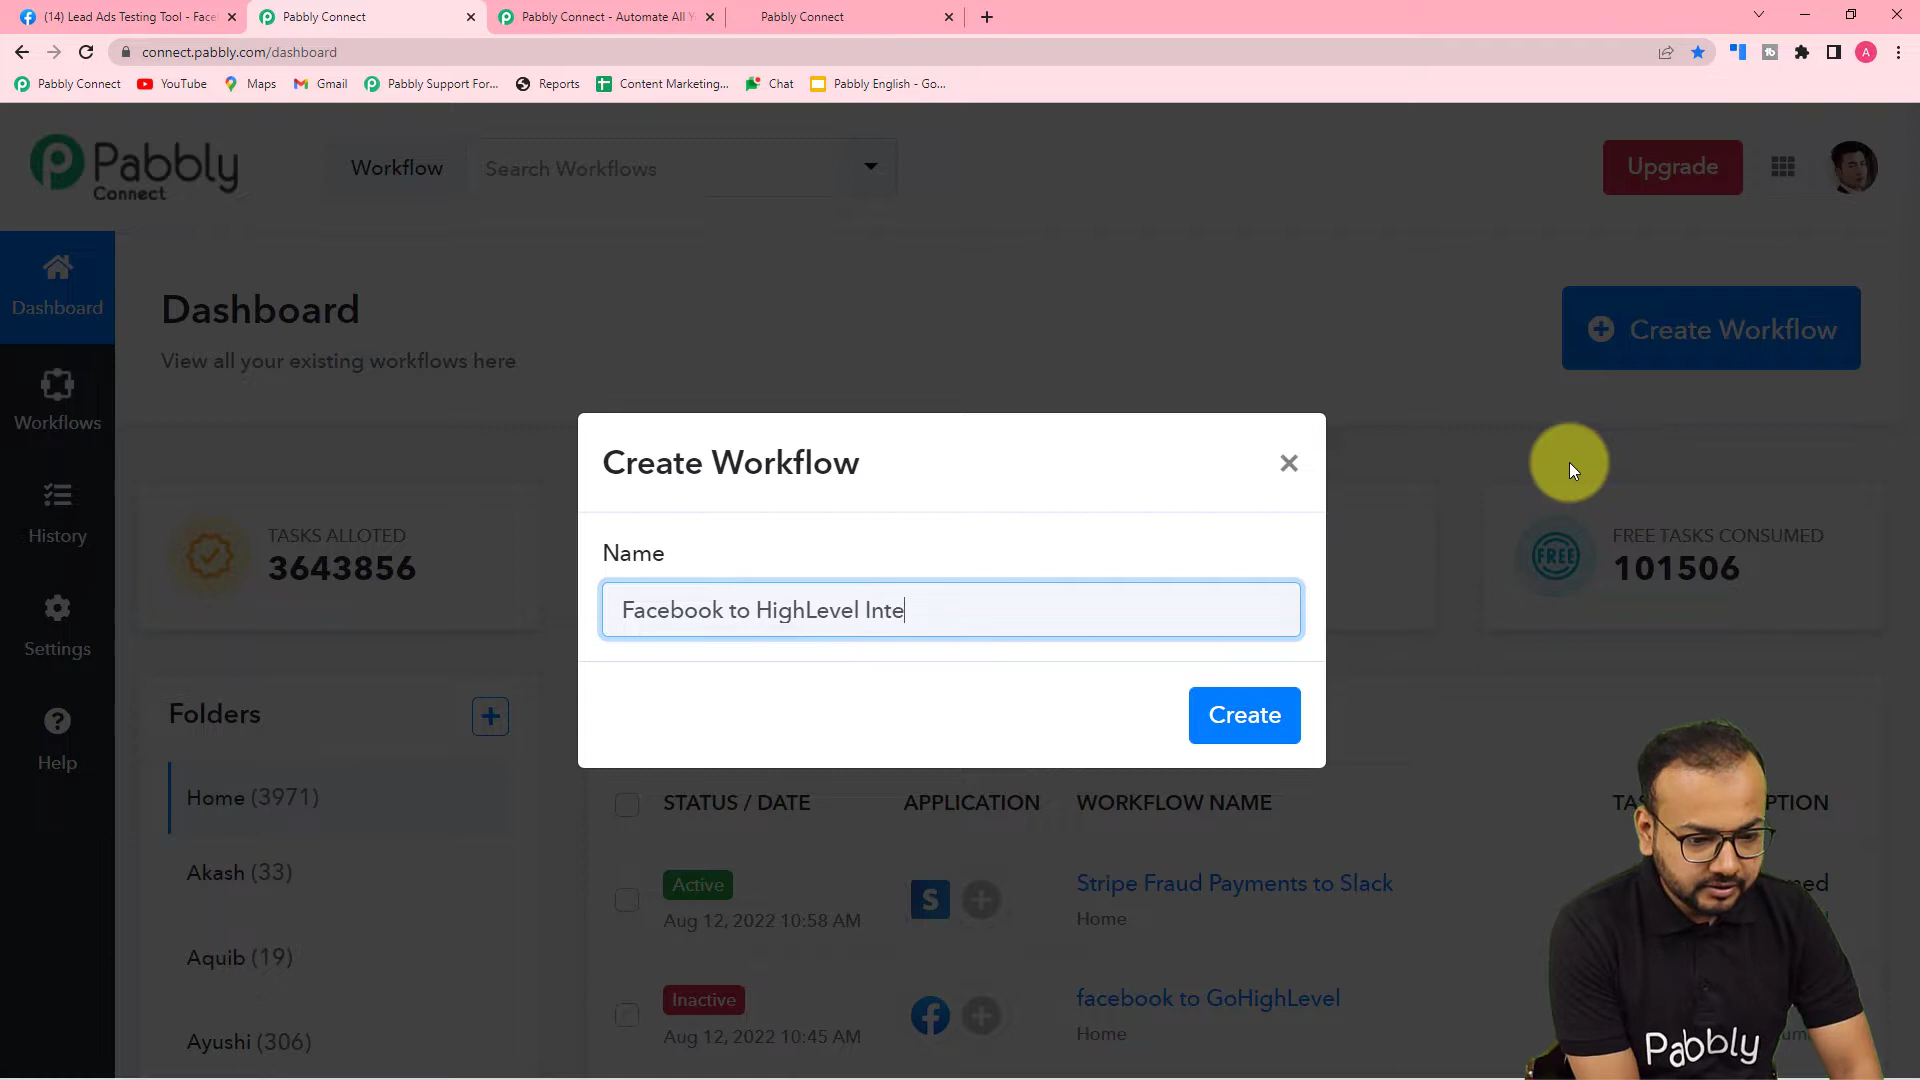 (14) Lead Ads Testing Tool - Face
Pabbly Connect
Pabbly Connect - Automate All Y
Pabbly Connect
connect.pabbly.com/dashboard
A
Pabbly Connect
YouTube
Maps
Gmail
Pabbly Support For...
Reports
Content Marketing...
Chat
Pabbly English - Go...
Pabbly
Connect
Workflow
Search Workflows
Upgrade
Dashboard
Workflows
History
Settings
Help
Dashboard
View all your existing workflows here
Create Workflow
TASKS ALLOTED
3643856
FREE
FREE TASKS CONSUMED
101506
Create Workflow
×
Name
Facebook to HighLevel Inte
Create
Folders
Home (3971)
Akash (33)
Aquib (19)
Ayushi (306)
STATUS / DATE
APPLICATION
WORKFLOW NAME
Active
Aug 12, 2022 10:58 AM
S
Stripe Fraud Payments to Slack
Home
Inactive
Aug 12, 2022 10:45 AM
facebook to GoHighLevel
Home
Pabbly